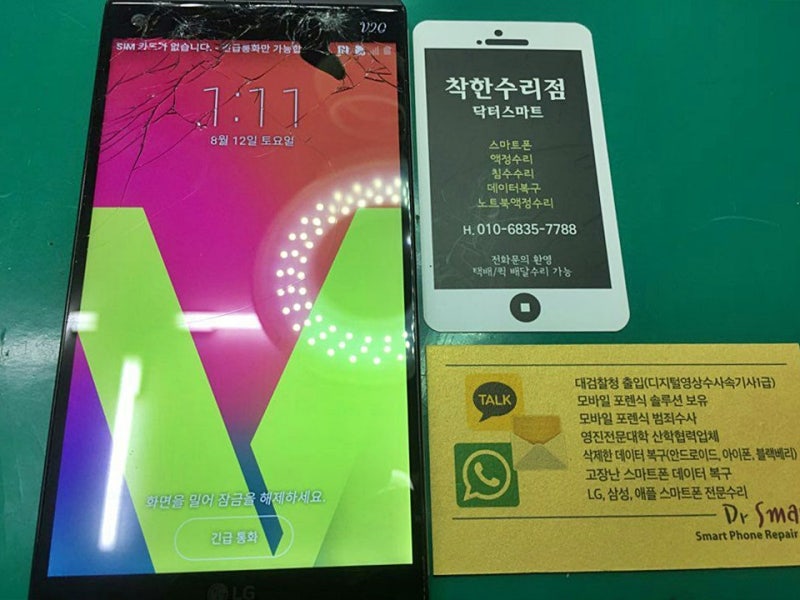 V20
SIM 카드가 없습니다. - 긴급통화만 가능합
1:11
8월 12일 토요일
화면을 밀어 잠금을 해제하세요.
긴급 통화
LG
착한수리점
닥터스마트
스마트폰
액정수리
침수수리
데이터복구
노트북액정수리
H. 010-6835-7788
전화문의 환영
택배/퀵 배달수리 가능
TALK
대검찰청 출입(디지털영상수사속기사1급)
모바일 포렌식 솔루션 보유
모바일 포렌식 범죄수사
영진전문대학 산학협력업체
삭제한 데이터 복구(안드로이드, 아이폰, 블랙베리)
고장난 스마트폰 데이터 복구
LG, 삼성, 애플 스마트폰 전문수리
Dr Sma
Smart Phone Repair